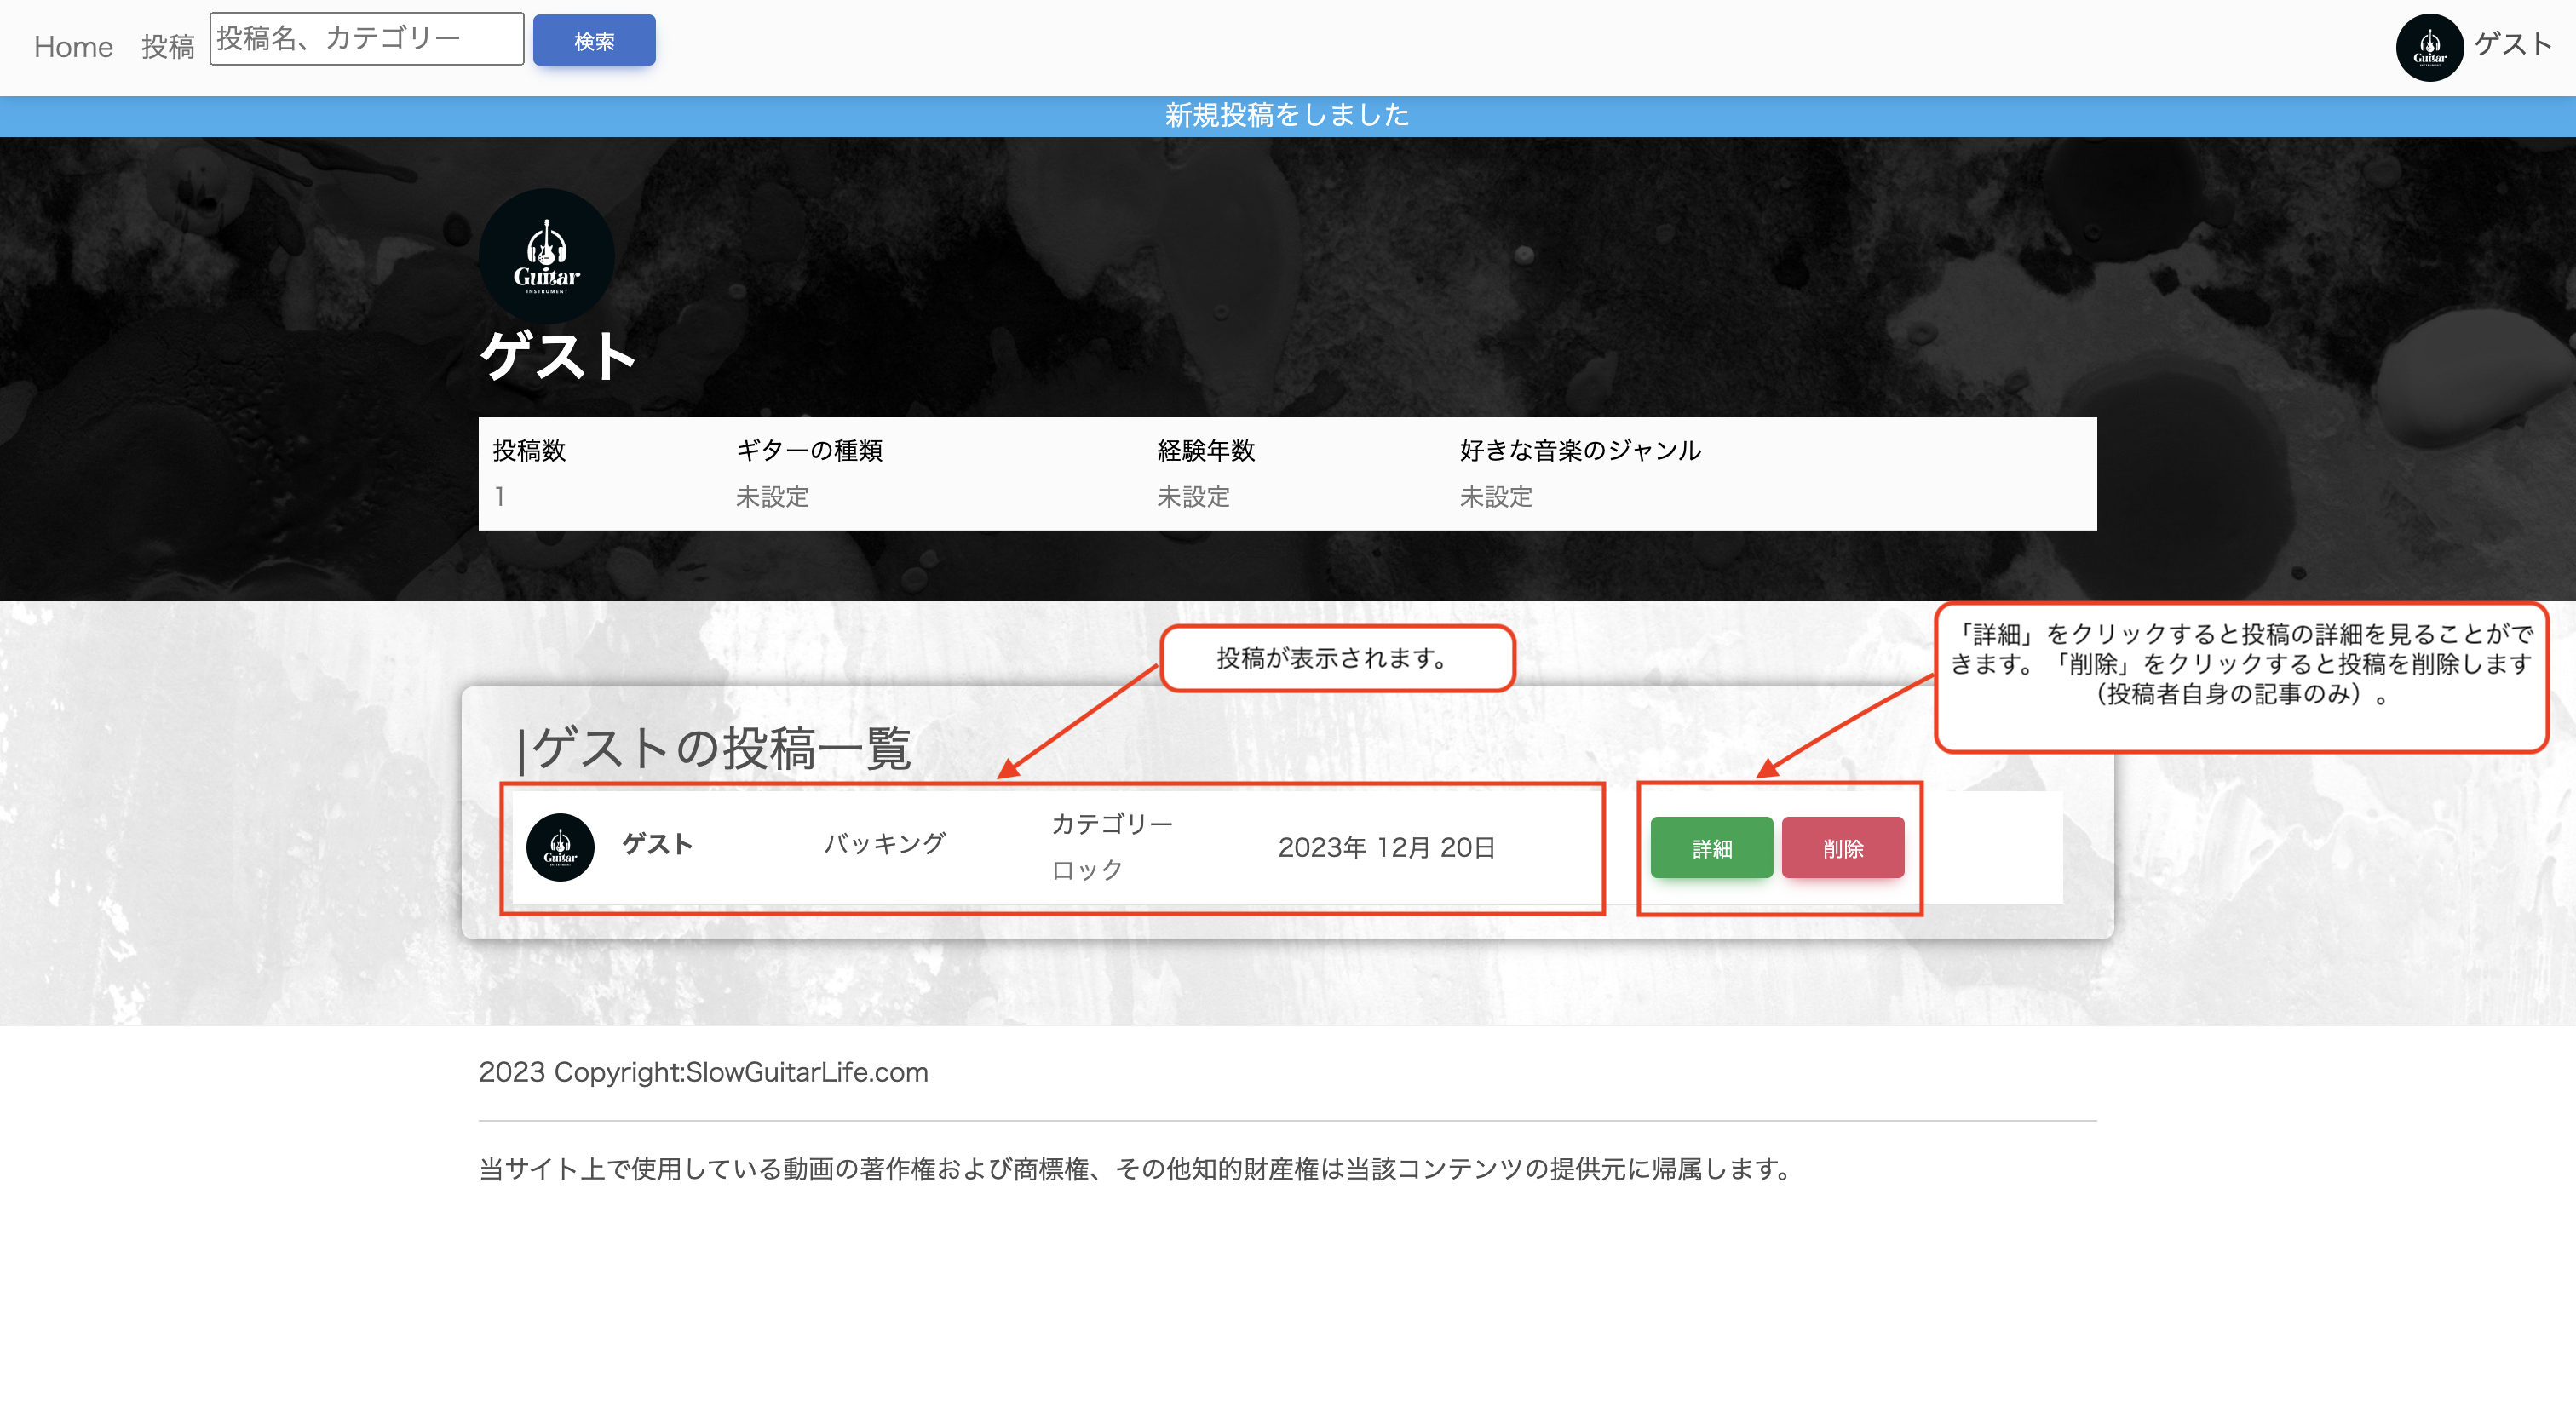 Home 投稿 投稿名、カテゴリー 検索 Guitar ゲスト
新規投稿をしました
Guitar
INSTRUMENT
ゲスト
投稿数 ギターの種類 経験年数 好きな音楽のジャンル
1 未設定 未設定 未設定
投稿が表示されます。
「詳細」をクリックすると投稿の詳細を見ることがで
きます。「削除」をクリックすると投稿を削除します
（投稿者自身の記事のみ）。
|ゲストの投稿一覧
Guitar ゲスト バッキング カテゴリー
ロック
2023年 12月 20日 詳細 削除
2023 Copyright:SlowGuitarLife.com
当サイト上で使用している動画の著作権および商標権、その他知的財産権は当該コンテンツの提供元に帰属します。